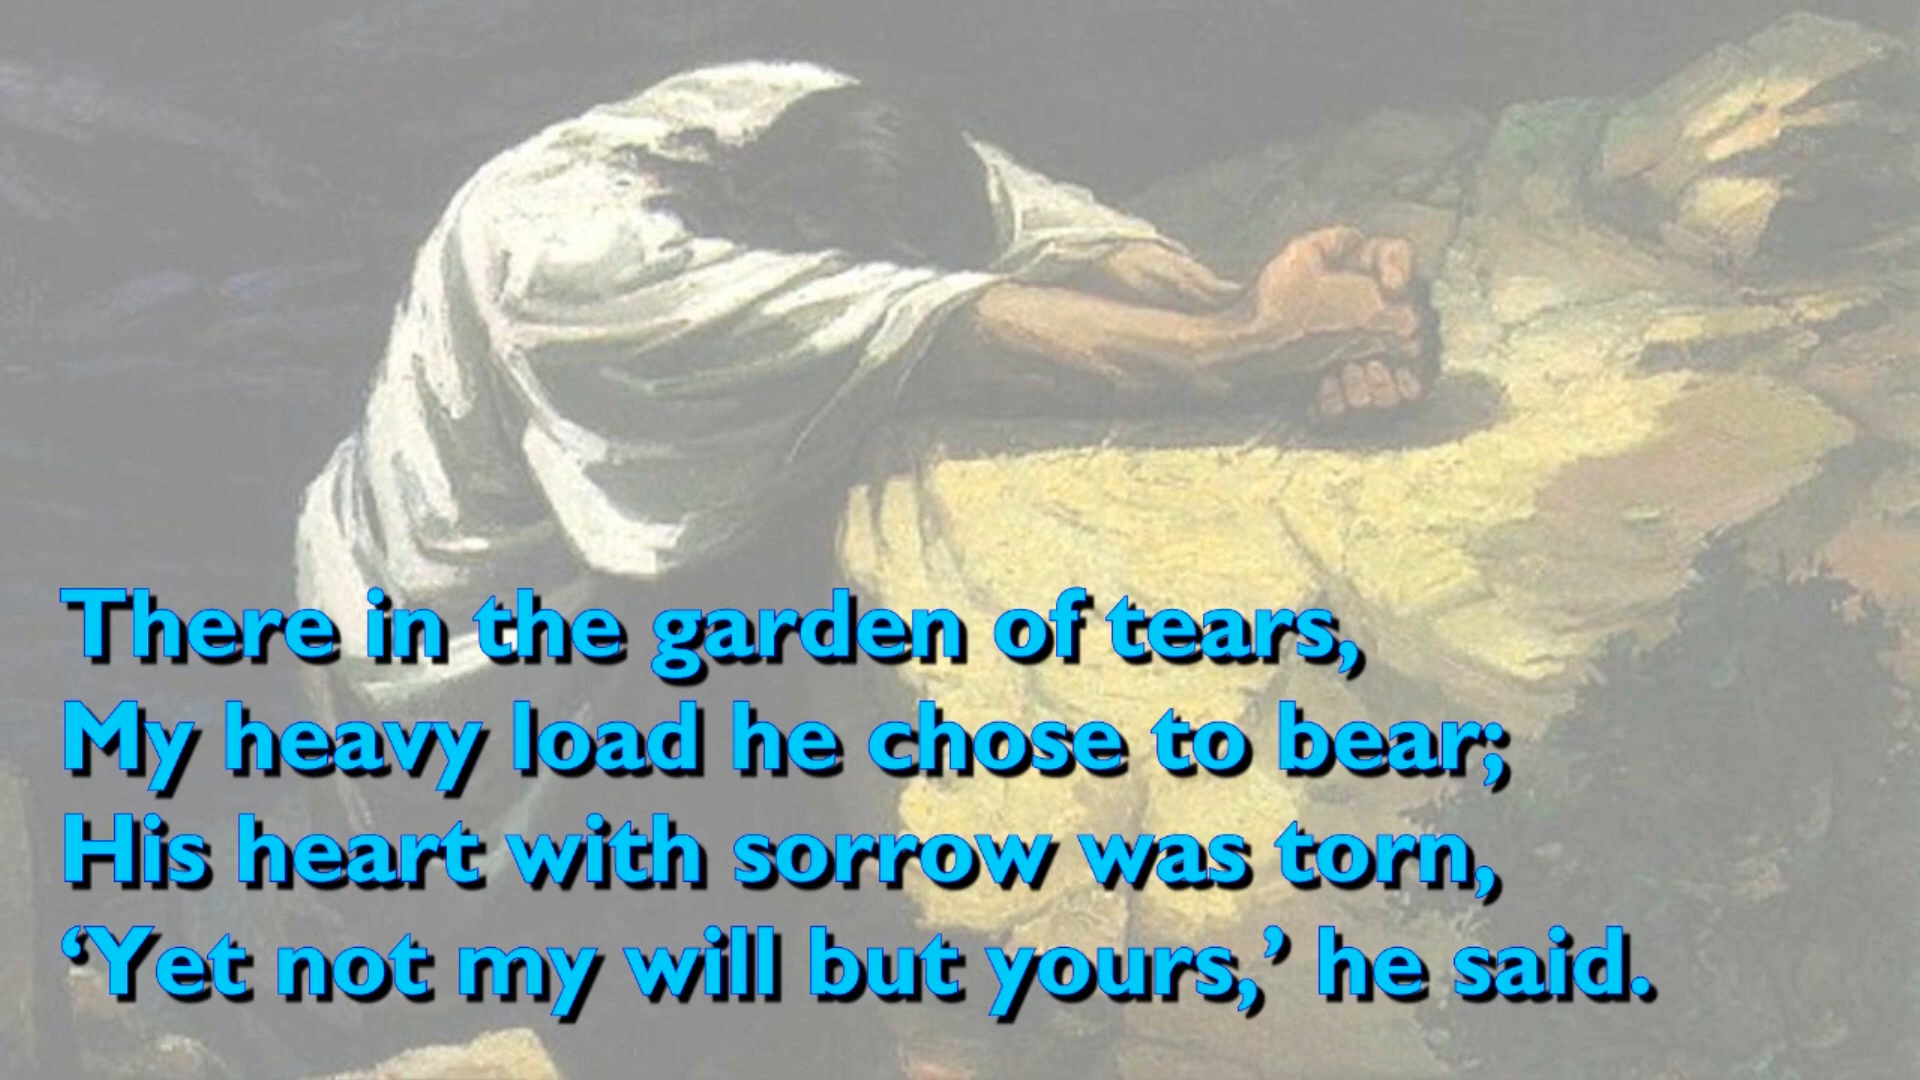 There in the garden of tears,
My heavy load he chose to bear;
His heart with sorrow was torn,
‘Yet not my will but yours,’ he said.